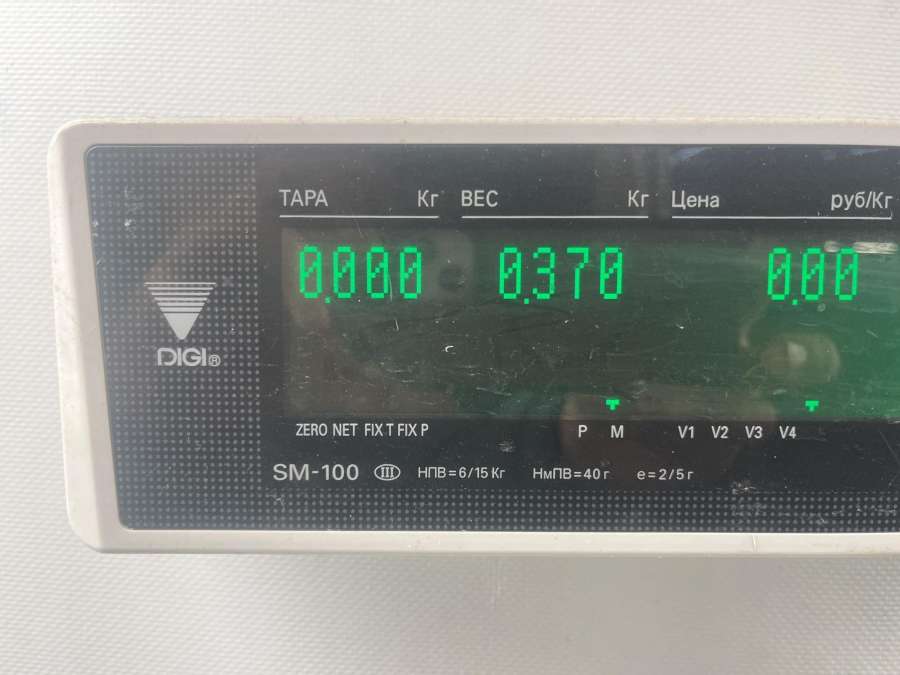 ТАРА Кг ВЕС Кг Цена руб/Кг
0.000 0.370 0.00
DIGI®
ZERO NET FIX T FIX P P M V1 V2 V3 V4
SM-100 III НПВ=6/15 Кг НмПВ=40 г e=2/5 г